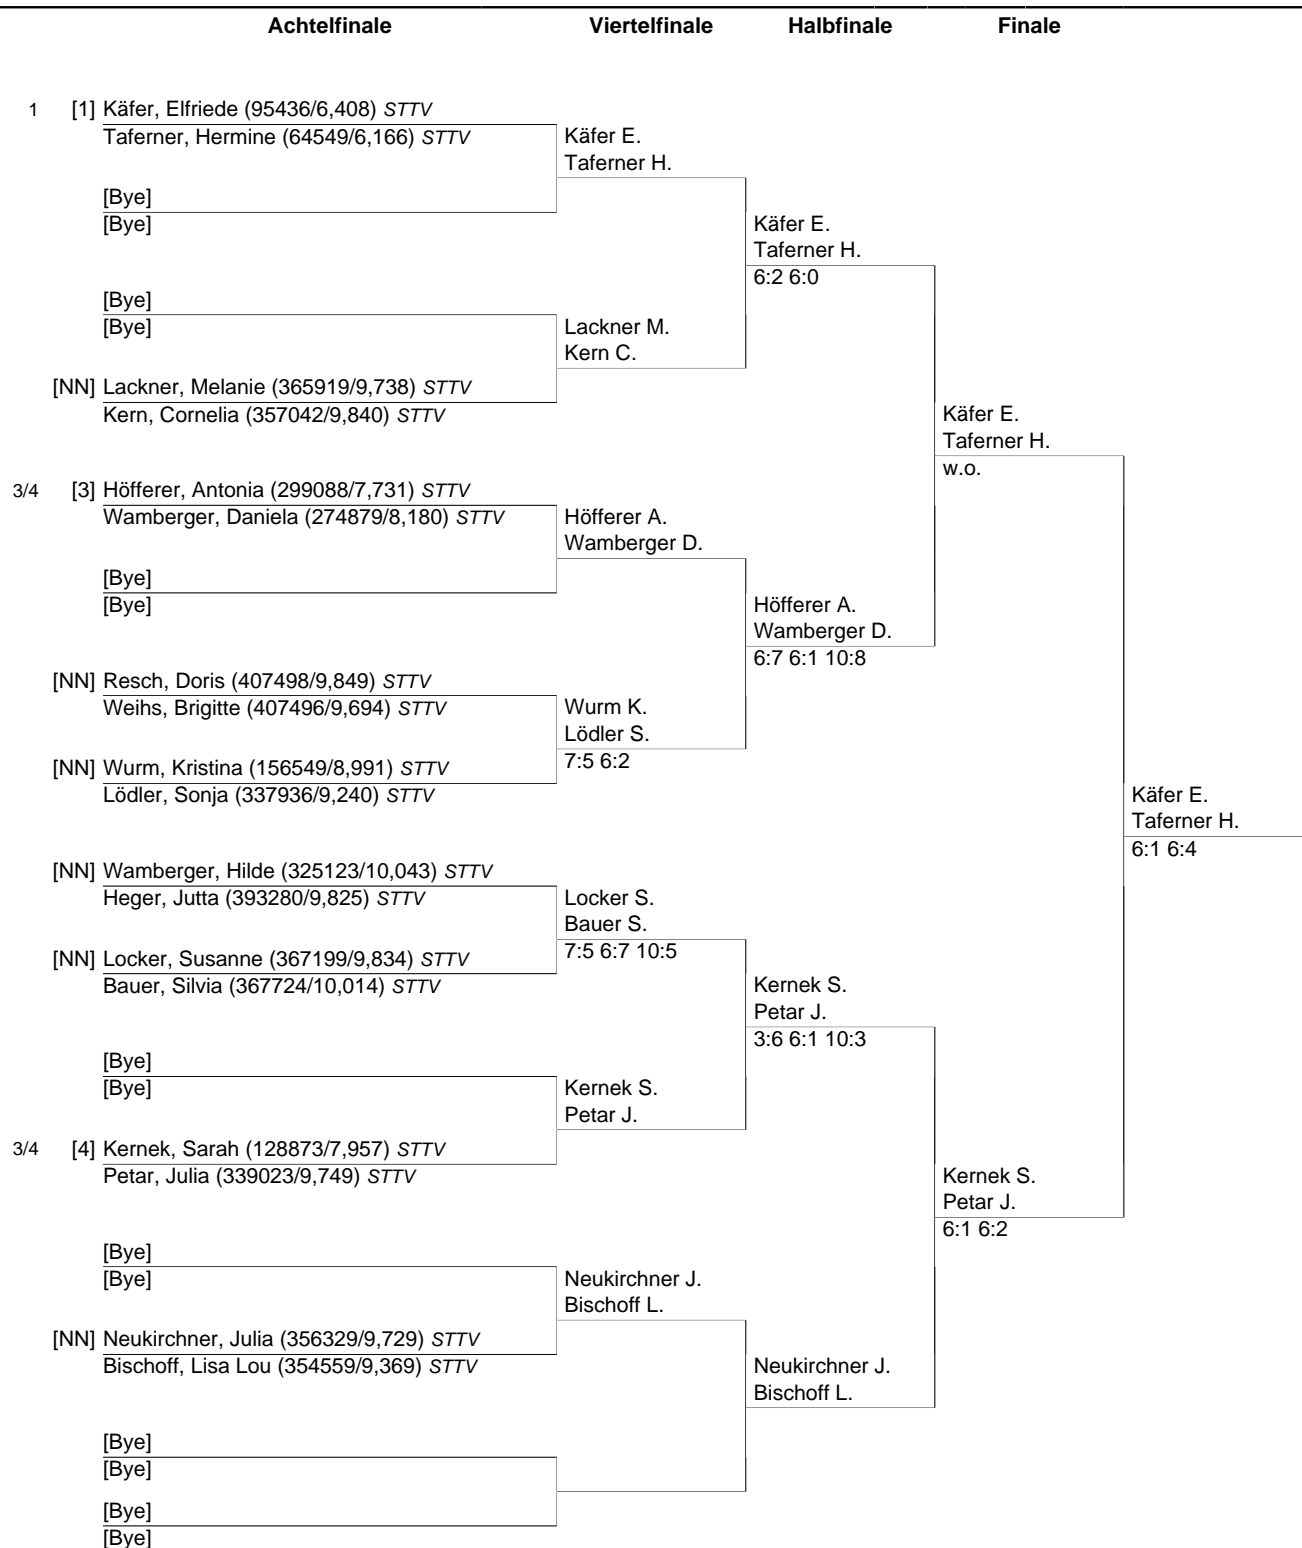 Achtelfinale Viertelfinale Halbfinale Finale
1 [1] Käfer, Elfriede (95436/6,408) STTV
Taferner, Hermine (64549/6,166) STTV Käfer E.
Taferner H.
[Bye]
[Bye] Käfer E.
Taferner H.
6:2 6:0
[Bye]
[Bye] Lackner M.
Kern C.
[NN] Lackner, Melanie (365919/9,738) STTV
Kern, Cornelia (357042/9,840) STTV Käfer E.
Taferner H.
w.o.
3/4 [3] Höfferer, Antonia (299088/7,731) STTV
Wamberger, Daniela (274879/8,180) STTV Höfferer A.
Wamberger D.
[Bye]
[Bye] Höfferer A.
Wamberger D.
6:7 6:1 10:8
[NN] Resch, Doris (407498/9,849) STTV
Weihs, Brigitte (407496/9,694) STTV Wurm K.
Lödler S.
7:5 6:2
[NN] Wurm, Kristina (156549/8,991) STTV
Lödler, Sonja (337936/9,240) STTV Käfer E.
Taferner H.
6:1 6:4
[NN] Wamberger, Hilde (325123/10,043) STTV
Heger, Jutta (393280/9,825) STTV Locker S.
Bauer S.
7:5 6:7 10:5
[NN] Locker, Susanne (367199/9,834) STTV
Bauer, Silvia (367724/10,014) STTV Kernek S.
Petar J.
3:6 6:1 10:3
[Bye]
[Bye] Kernek S.
Petar J.
3/4 [4] Kernek, Sarah (128873/7,957) STTV
Petar, Julia (339023/9,749) STTV Kernek S.
Petar J.
6:1 6:2
[Bye]
[Bye] Neukirchner J.
Bischoff L.
[NN] Neukirchner, Julia (356329/9,729) STTV
Bischoff, Lisa Lou (354559/9,369) STTV Neukirchner J.
Bischoff L.
[Bye]
[Bye]
[Bye]
[Bye]